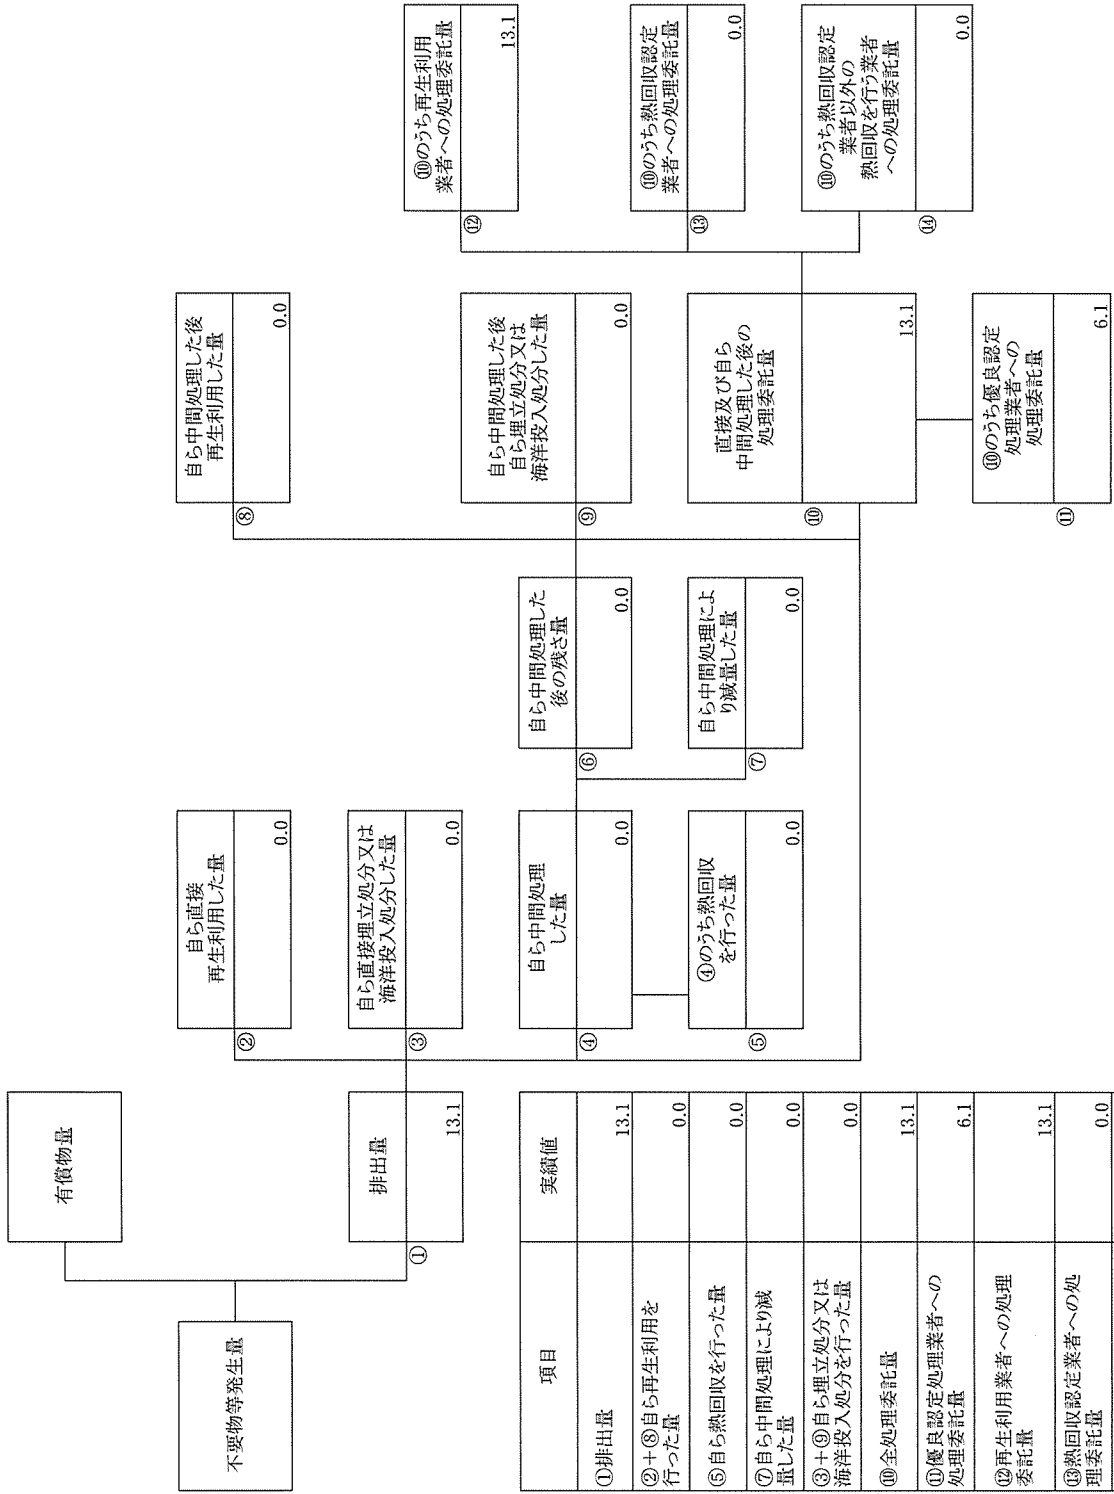 不要物等発生量
有償物量
排出量
①
13.1
自ら直接
再生利用した量
②
0.0
自ら直接埋立処分又は
海洋投入処分した量
③
0.0
自ら中間処理
した量
④
0.0
④のうち熱回収
を行った量
⑤
0.0
自ら中間処理した
後の残さ量
⑥
0.0
自ら中間処理によ
り減量した量
⑦
0.0
自ら中間処理した後
再生利用した量
⑧
0.0
自ら中間処理した後
自ら埋立処分又は
海洋投入処分した量
⑨
0.0
直接及び自ら
中間処理した後の
処理委託量
⑩
13.1
⑩のうち優良認定
処理業者への
処理委託量
⑪
6.1
⑩のうち再生利用
業者への処理委託量
⑫
13.1
⑩のうち熱回収認定
業者への処理委託量
⑬
0.0
⑩のうち熱回収認定
業者以外の
熱回収を行う業者
への処理委託量
⑭
0.0
項目 実績値
①排出量 13.1
②+⑧自ら再生利用を
行った量 0.0
⑤自ら熱回収を行った量 0.0
⑦自ら中間処理により減
量した量 0.0
③+⑨自ら埋立処分又は
海洋投入処分を行った量 0.0
⑩全処理委託量 13.1
⑪優良認定処理業者への
処理委託量 6.1
⑫再生利用業者への処理
委託量 13.1
⑬熱回収認定業者への処
理委託量 0.0